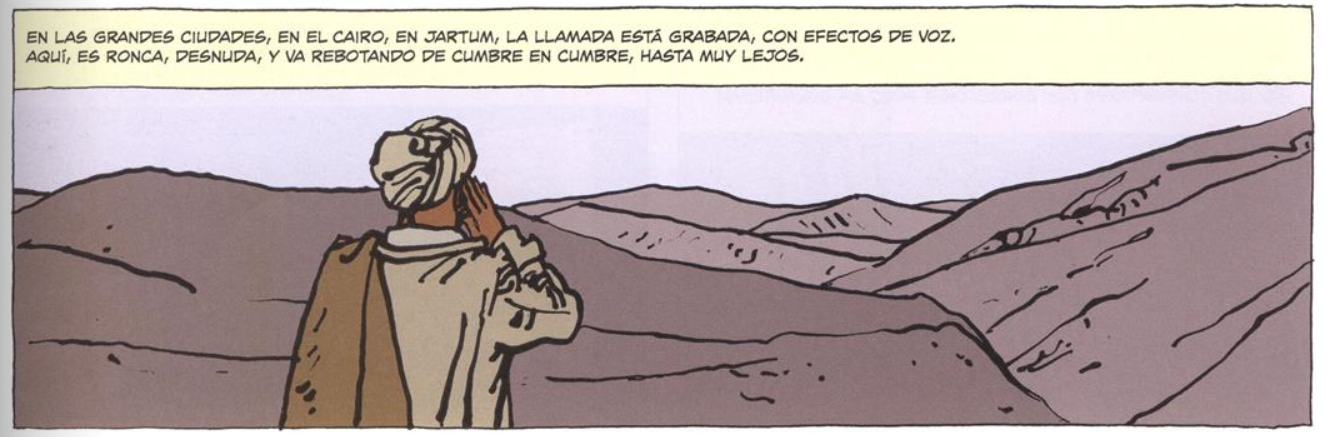 EN LAS GRANDES CIUDADES, EN EL CAIRO, EN JARTUM, LA LLAMADA ESTÁ GRABADA, CON EFECTOS DE VOZ.
AQUÍ, ES RONCA, DESNUDA, Y VA REBOTANDO DE CUMBRE EN CUMBRE, HASTA MUY LEJOS.